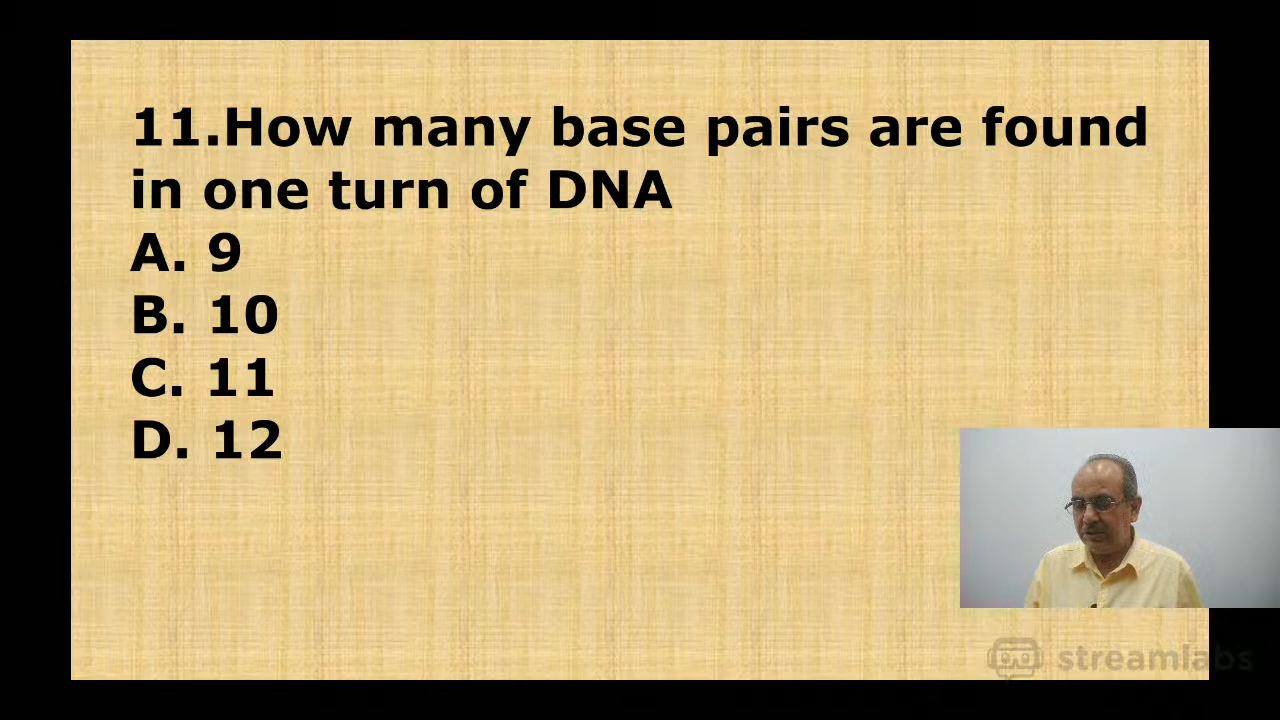 11.How many base pairs are found
in one turn of DNA
A. 9
B. 10
C. 11
D. 12
streamlabs